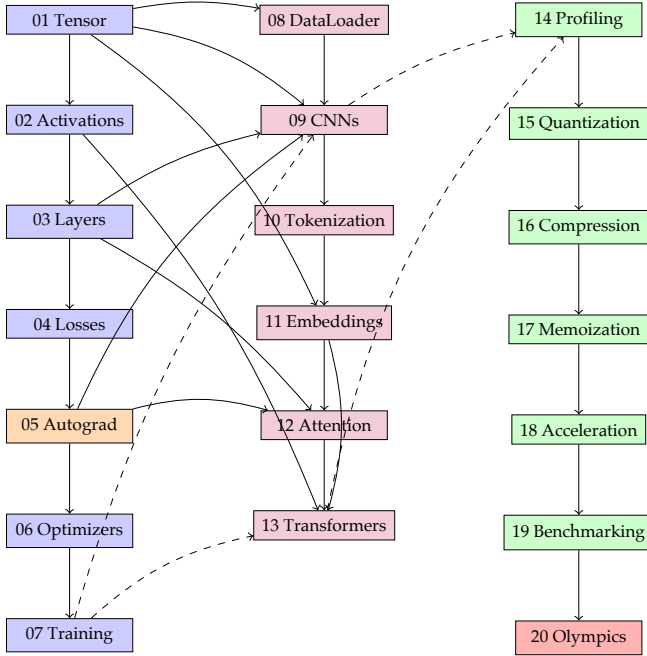 01 Tensor
02 Activations
03 Layers
04 Losses
05 Autograd
06 Optimizers
07 Training
08 DataLoader
09 CNNs
10 Tokenization
11 Embeddings
12 Attention
13 Transformers
14 Profiling
15 Quantization
16 Compression
17 Memoization
18 Acceleration
19 Benchmarking
20 Olympics